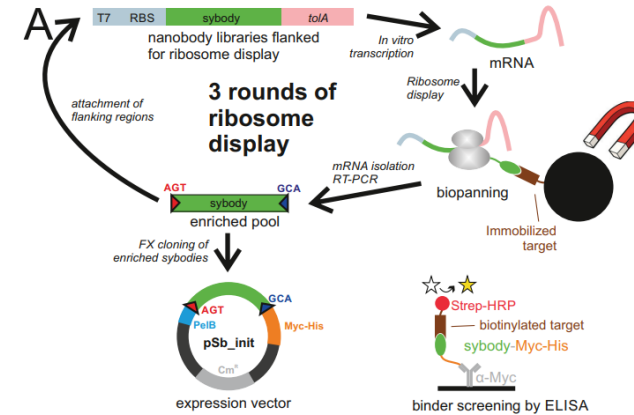 A
T7 RBS sybody tolA
nanobody libraries flanked
for ribosome display
In vitro
transcription
mRNA
Ribosome
display
attachment of
flanking regions
3 rounds of
ribosome
display
mRNA isolation
RT-PCR
biopanning
Immobilized
target
AGT
GCA
sybody
enriched pool
FX cloning of
enriched sybodies
GCA
AGT
PelB
Myc-His
pSb_init
Cmᴿ
expression vector
Strep-HRP
biotinylated target
sybody-Myc-His
α-Myc
binder screening by ELISA